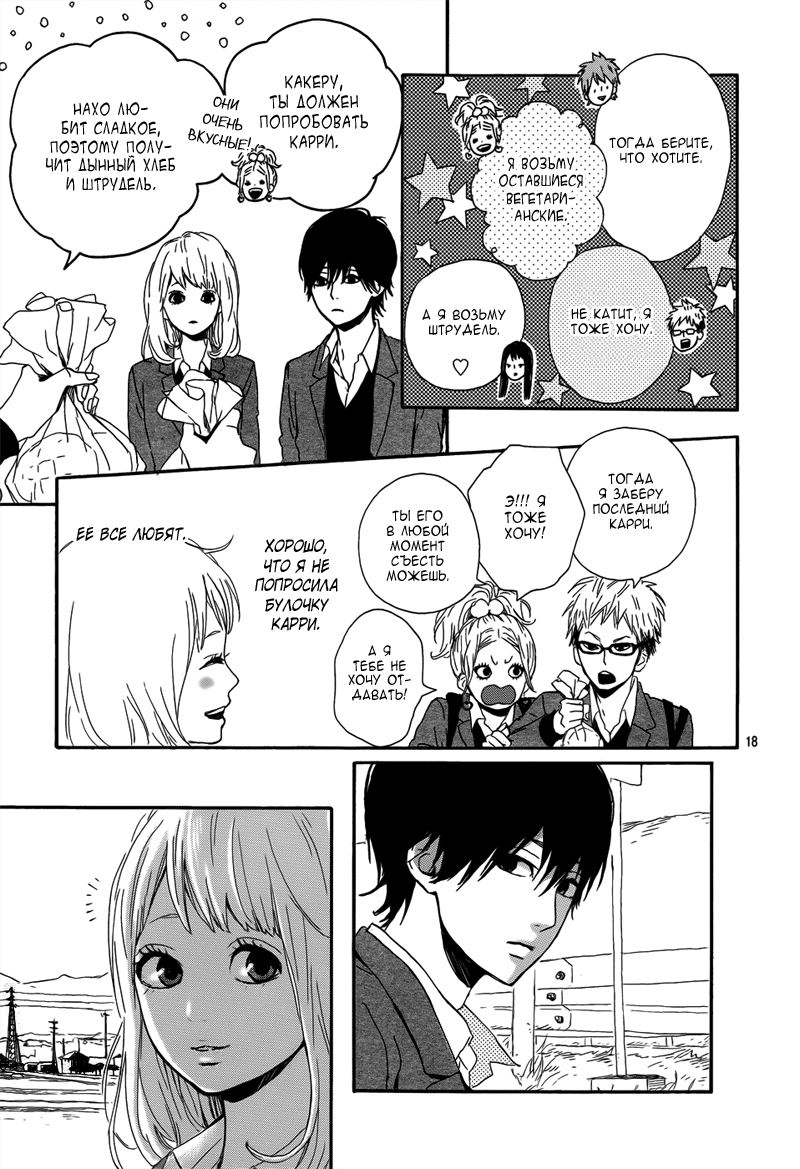 ТОГДА БЕРИТЕ,
ЧТО ХОТИТЕ.
Я ВОЗЬМУ
ОСТАВШИЕСЯ
ВЕГЕТАРИ-
АНСКИЕ.
НЕ КАТИТ, Я
ТОЖЕ ХОЧУ.
А Я ВОЗЬМУ
ШТРУДЕЛЬ.
♡
КАКЕРУ,
ТЫ ДОЛЖЕН
ПОПРОБОВАТЬ
КАРРИ.
ОНИ
ОЧЕНЬ
ВКУСНЫЕ!
НАХО ЛЮ-
БИТ СЛАДКОЕ,
ПОЭТОМУ ПОЛУ-
ЧИТ ДЫННЫЙ ХЛЕБ
И ШТРУДЕЛЬ.
ТОГДА
Я ЗАБЕРУ
ПОСЛЕДНИЙ
КАРРИ.
Э!!! Я
ТОЖЕ
ХОЧУ!
ТЫ ЕГО
В ЛЮБОЙ
МОМЕНТ
СЪЕСТЬ
МОЖЕШЬ.
А Я
ТЕБЕ НЕ
ХОЧУ ОТ-
ДАВАТЬ!
ХОРОШО,
ЧТО Я НЕ
ПОПРОСИЛА
БУЛОЧКУ
КАРРИ.
ЕЕ ВСЕ ЛЮБЯТ.
18